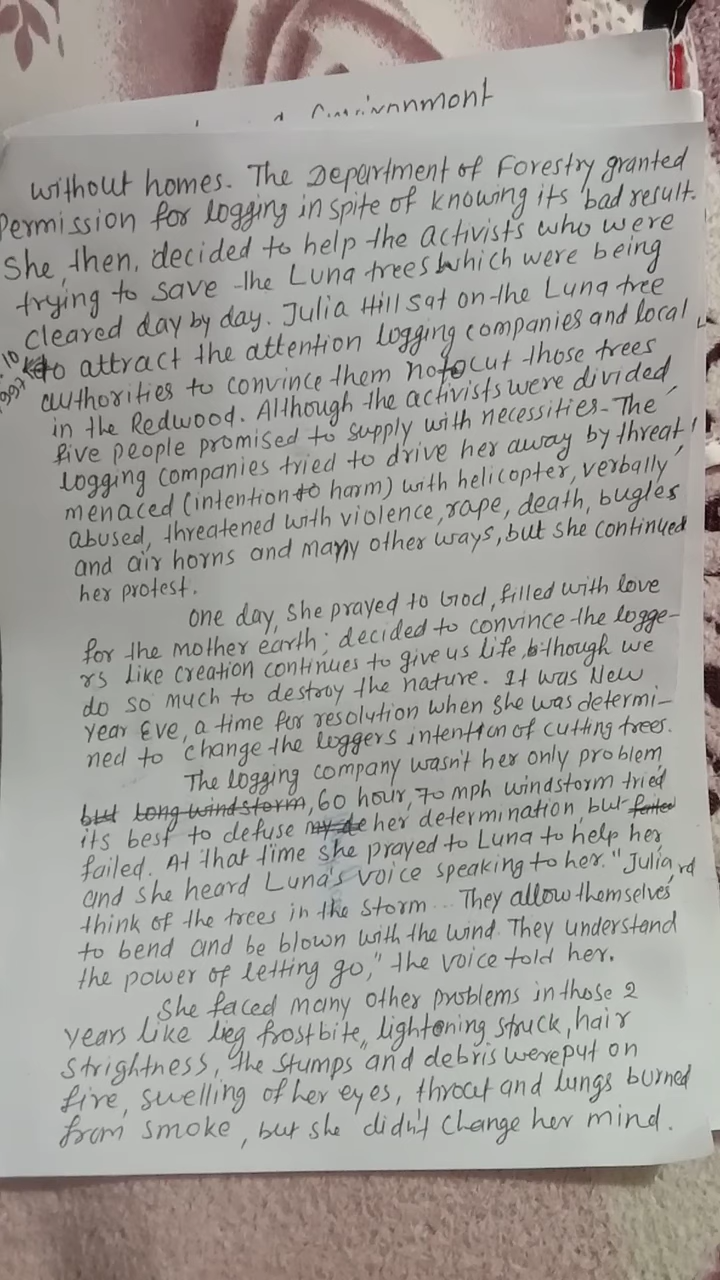 Environment
without homes. The Department of Forestry granted
Permission for logging in spite of knowing its bad result.
She then, decided to help the activists who were
trying to save the Luna trees which were being
cleared day by day. Julia Hill sat on the Luna tree
10
1997 to attract the attention logging companies and local
authorities to convince them not to cut those trees
in the Redwood. Although the activists were divided,
five people promised to supply with necessities. The
logging companies tried to drive her away by threat,
menaced (intention to harm) with helicopter, verbally
abused, threatened with violence, rape, death, bugles
and air horns and many other ways, but she continued
her protest.
One day, she prayed to God, filled with love
for the mother earth; decided to convince the logge-
rs like creation continues to give us life, though we
do so much to destroy the nature. It was New
year Eve, a time for resolution when she was determi-
ned to change the loggers intention of cutting trees.
The logging company wasn't her only problem
but long windstorm, 60 hour, 70 mph windstorm tried
its best to defuse her determination, but failed
failed. At that time she prayed to Luna to help her
and she heard Luna's voice speaking to her. "Julia
think of the trees in the storm ... They allow themselves
to bend and be blown with the wind. They understand
the power of letting go," the voice told her.
She faced many other problems in those 2
years like lieg frostbite, lightening struck, hair
strightness, the stumps and debris were put on
fire, swelling of her eyes, throat and lungs burned
from smoke, but she didn't change her mind.